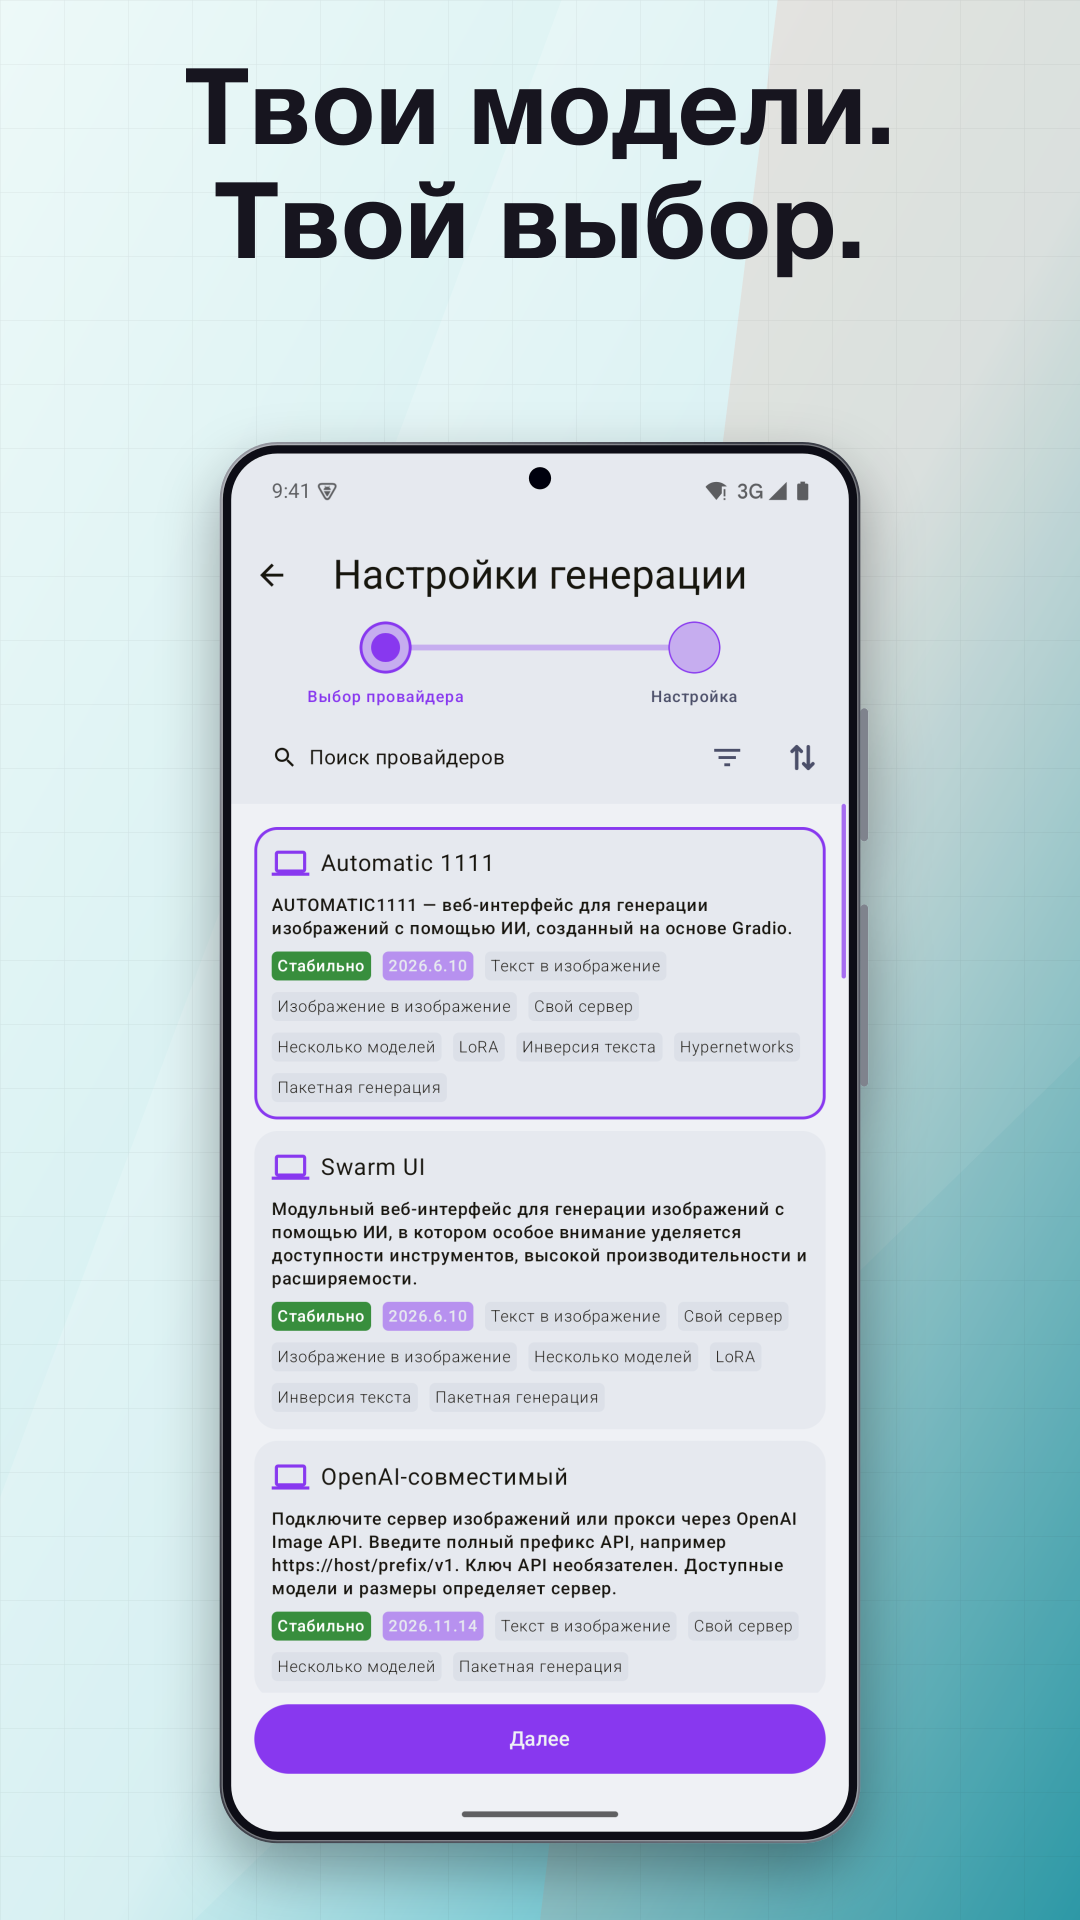 Твои модели.
Твой выбор.
9:41
3G
Настройки генерации
Выбор провайдера
Настройка
Поиск провайдеров
Automatic 1111
AUTOMATIC1111 — веб-интерфейс для генерации
изображений с помощью ИИ, созданный на основе Gradio.
Стабильно 2026.6.10 Текст в изображение
Изображение в изображение Свой сервер
Несколько моделей LoRA Инверсия текста Hypernetworks
Пакетная генерация
Swarm UI
Модульный веб-интерфейс для генерации изображений с
помощью ИИ, в котором особое внимание уделяется
доступности инструментов, высокой производительности и
расширяемости.
Стабильно 2026.6.10 Текст в изображение Свой сервер
Изображение в изображение Несколько моделей LoRA
Инверсия текста Пакетная генерация
OpenAI-совместимый
Подключите сервер изображений или прокси через OpenAI
Image API. Введите полный префикс API, например
https://host/prefix/v1. Ключ API необязателен. Доступные
модели и размеры определяет сервер.
Стабильно 2026.11.14 Текст в изображение Свой сервер
Несколько моделей Пакетная генерация
Далее